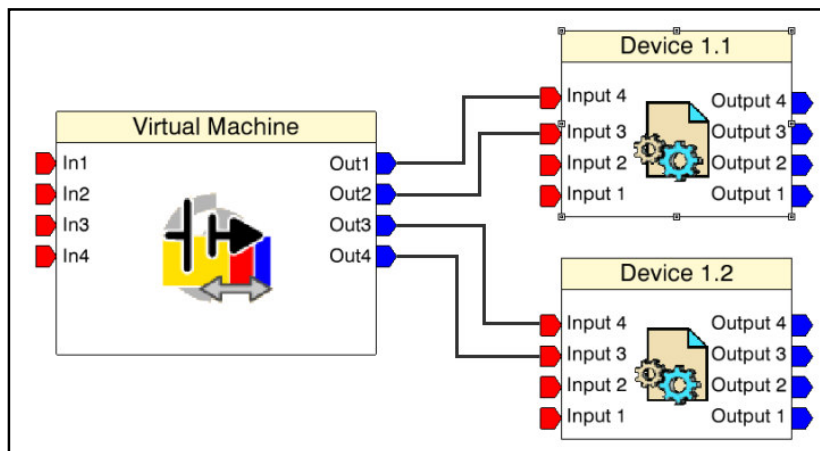 Virtual Machine
In1
In2
In3
In4
Out1
Out2
Out3
Out4
Device 1.1
Input 4
Input 3
Input 2
Input 1
Output 4
Output 3
Output 2
Output 1
Device 1.2
Input 4
Input 3
Input 2
Input 1
Output 4
Output 3
Output 2
Output 1